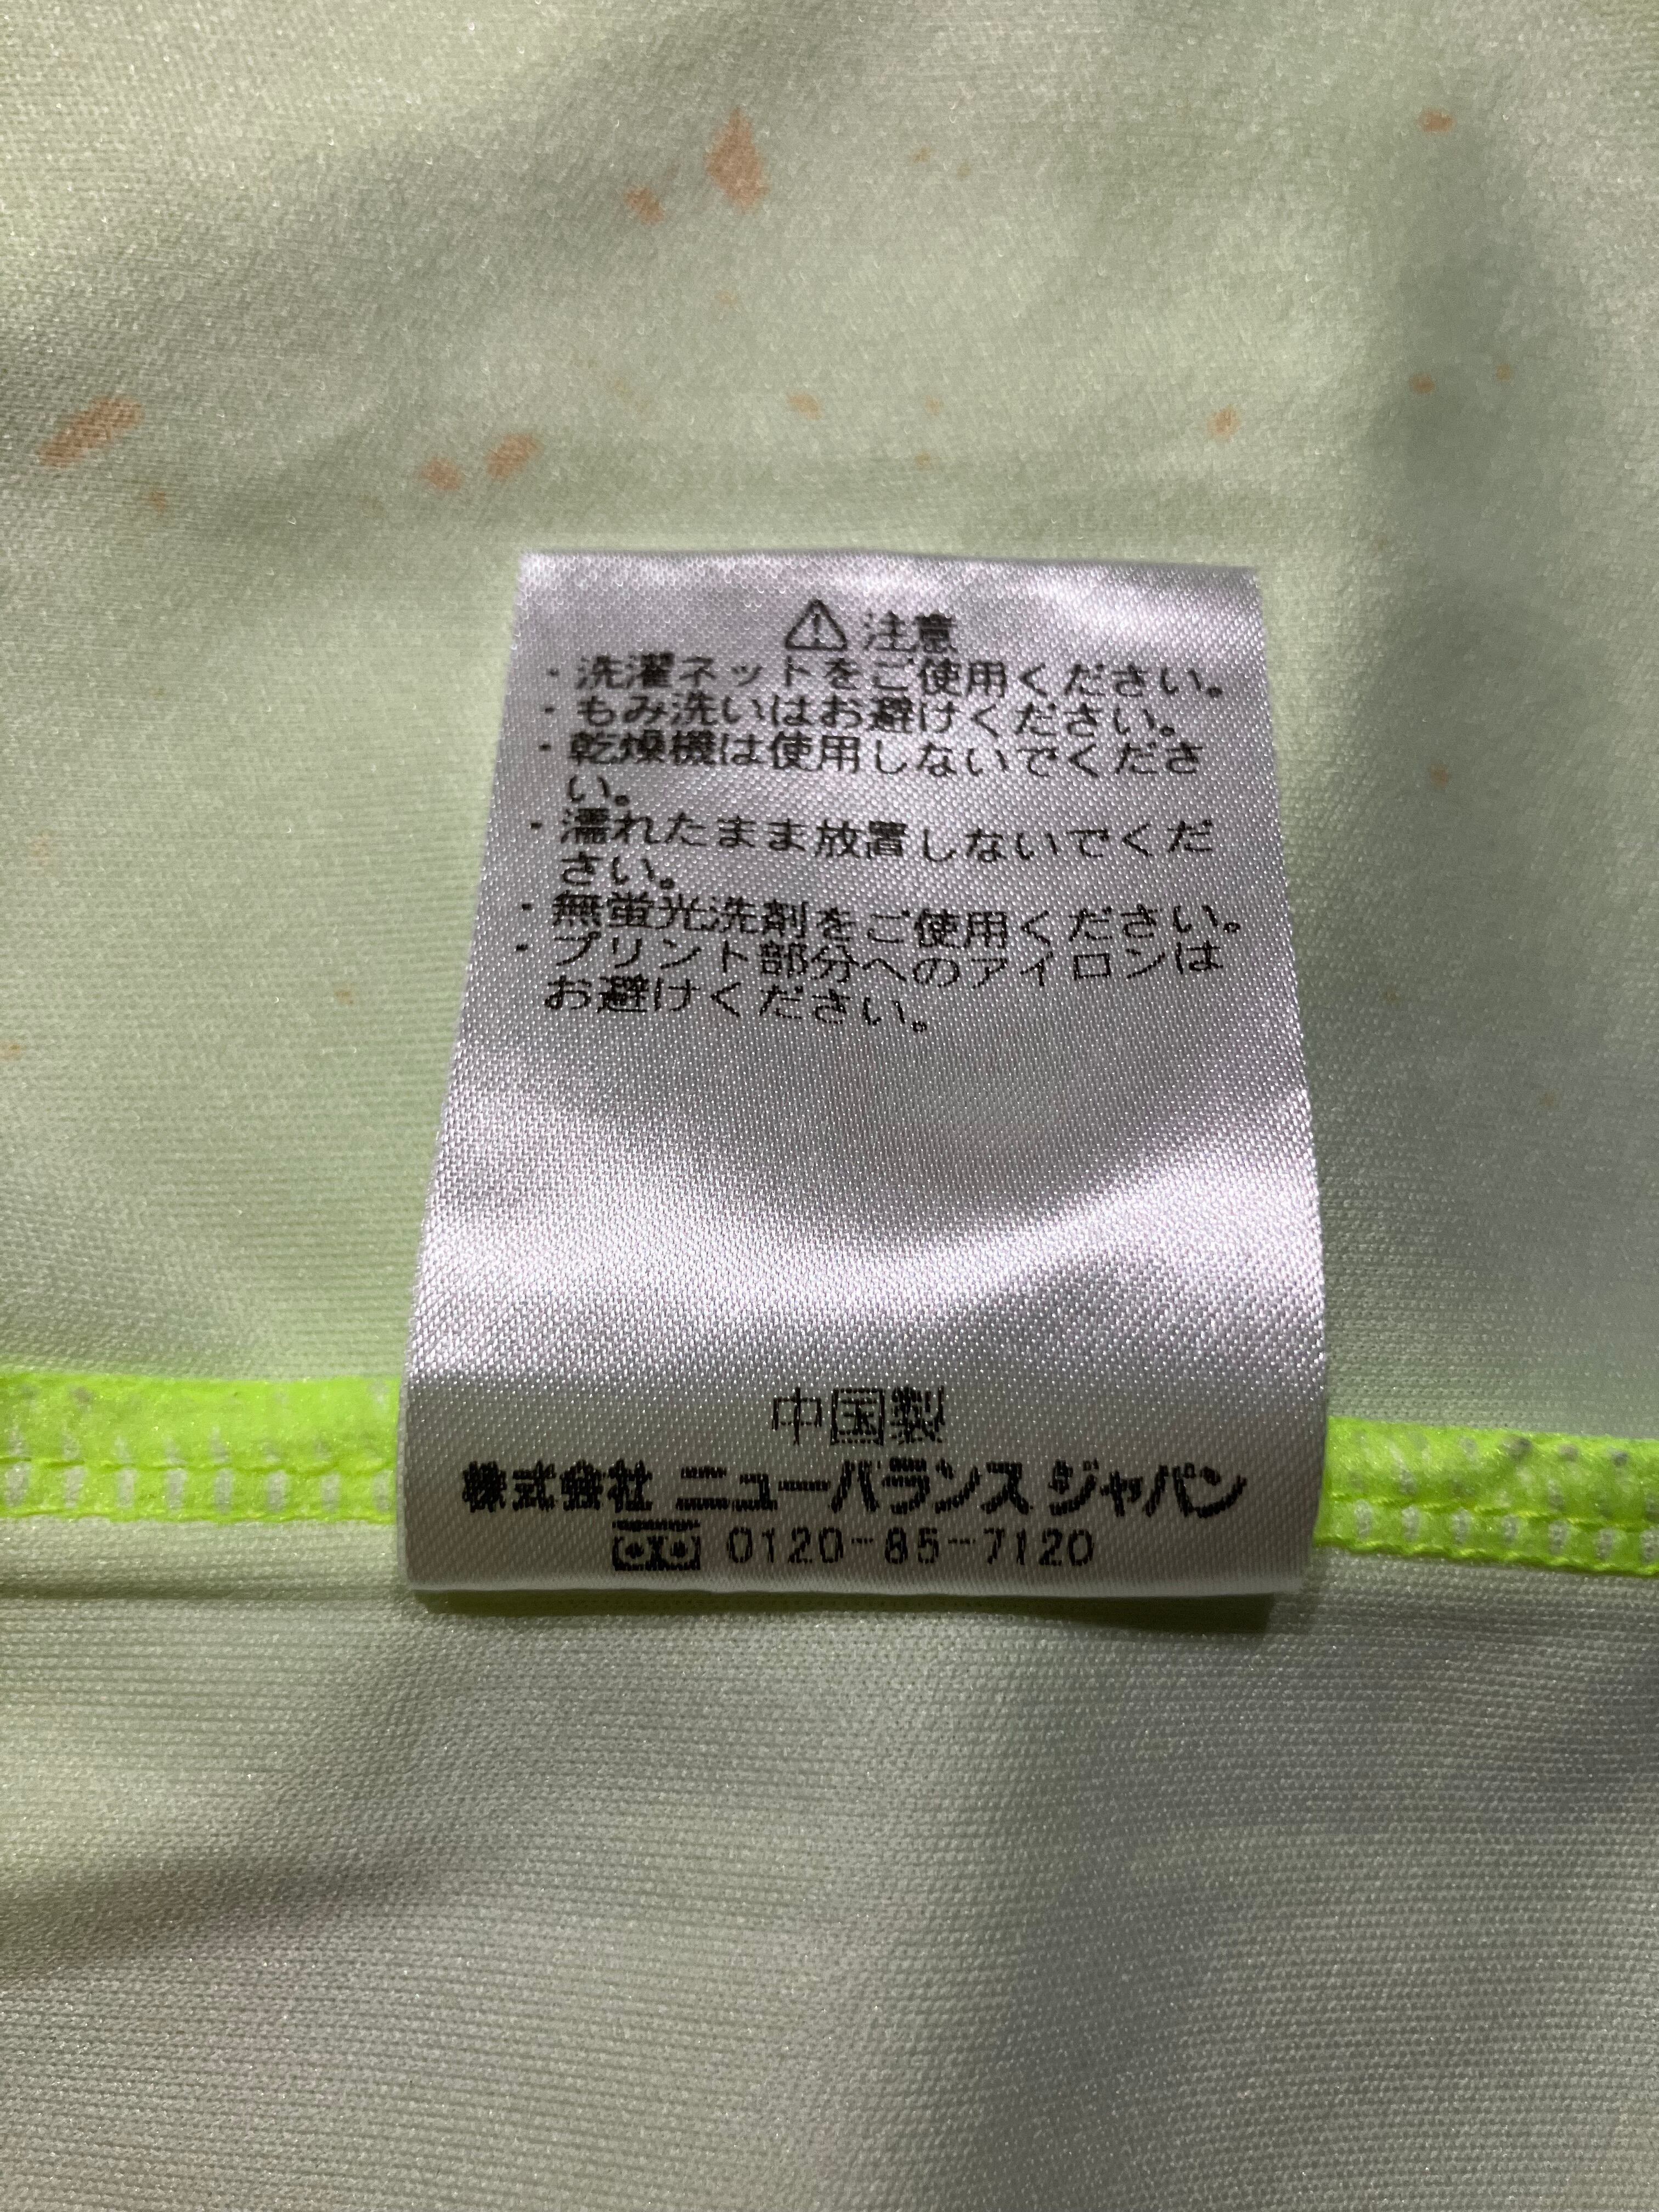 ⚠注意
・洗濯ネットをご使用ください。
・もみ洗いはお避けください。
・乾燥機は使用しないでくださ
い。
・濡れたまま放置しないでくだ
さい。
・無蛍光洗剤をご使用ください。
・プリント部分へのアイロンは
お避けください。
中国製
株式会社 ニューバランス ジャパン
0120-85-7120